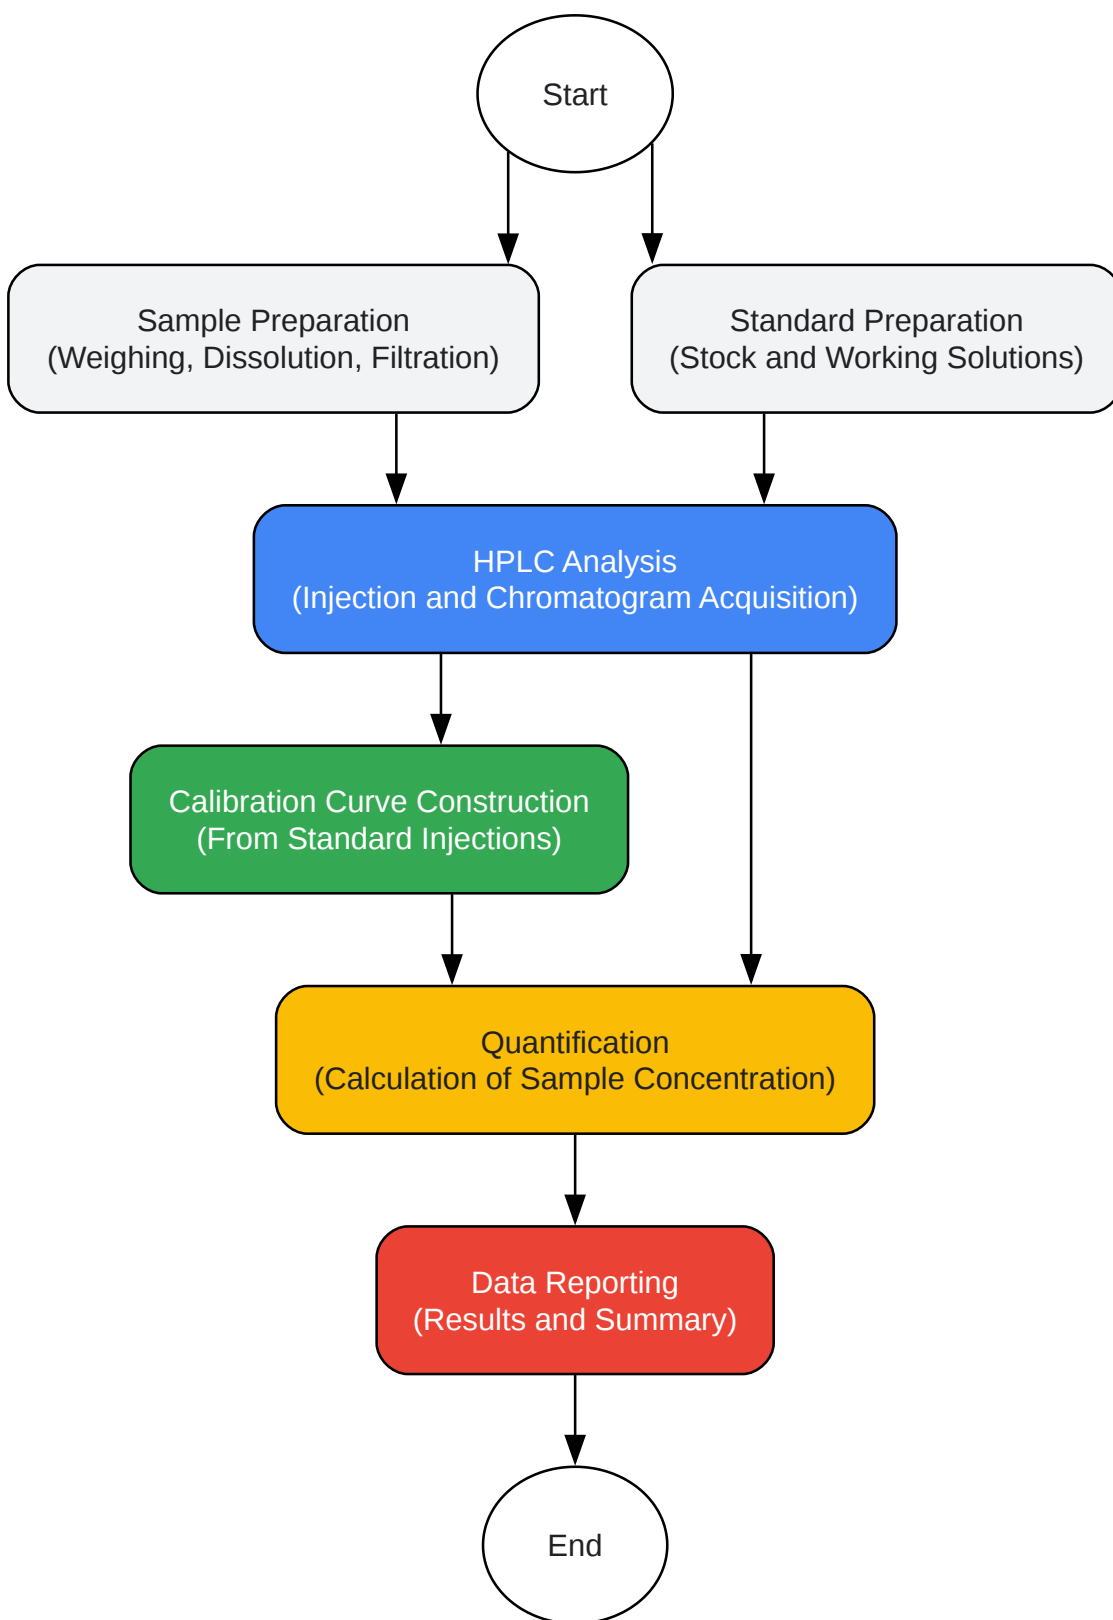 Start
Sample Preparation
(Weighing, Dissolution, Filtration)
Standard Preparation
(Stock and Working Solutions)
HPLC Analysis
(Injection and Chromatogram Acquisition)
Calibration Curve Construction
(From Standard Injections)
Quantification
(Calculation of Sample Concentration)
Data Reporting
(Results and Summary)
End